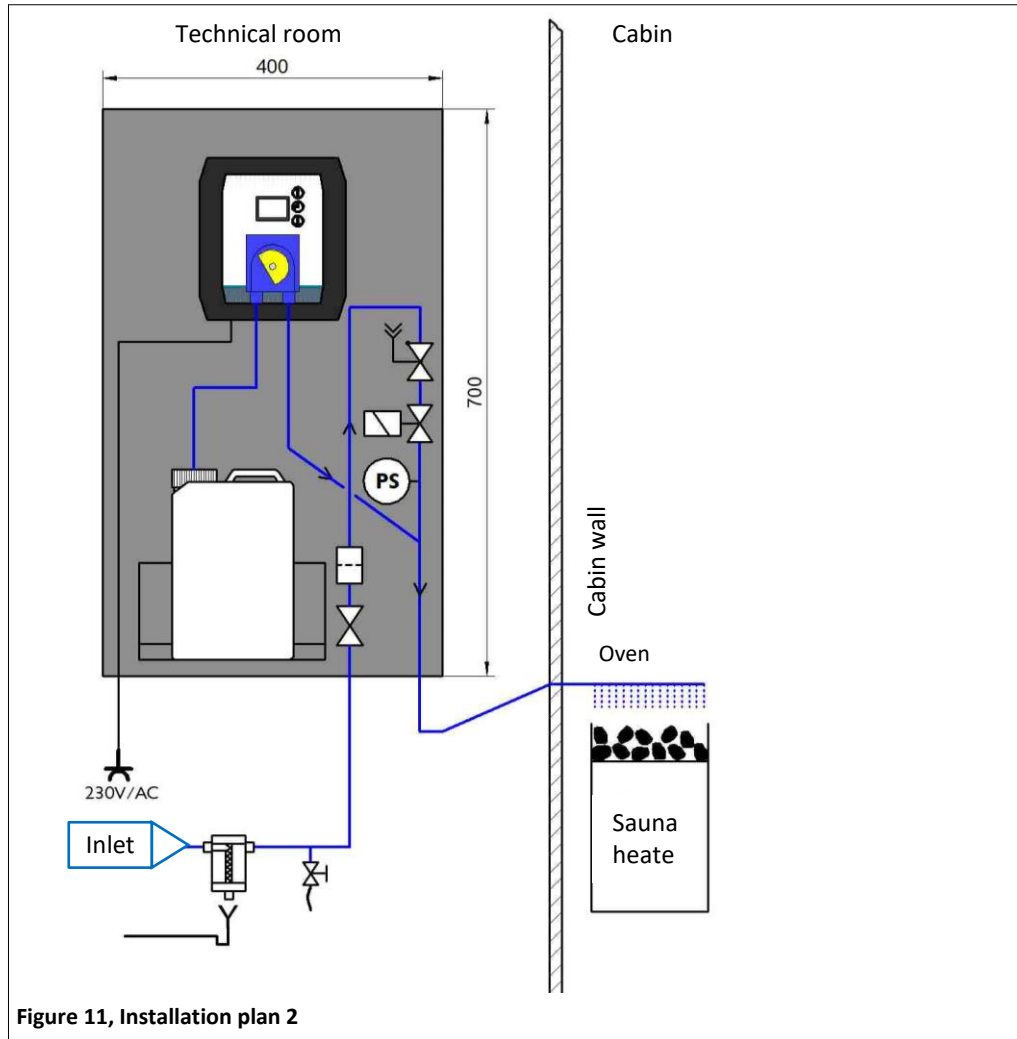 Technical room
Cabin
400
700
PS
Cabin wall
Oven
230V/AC
Inlet
Sauna
heate
Figure 11, Installation plan 2